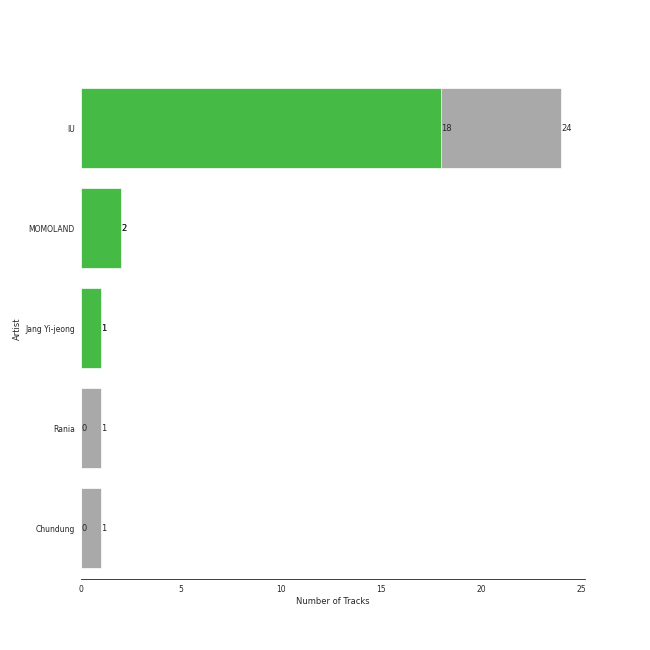 IU
18
24
MOMOLAND
2
Jang Yi-jeong
1
Rania
0
1
Chundung
0
1
Artist
0
5
10
15
20
25
Number of Tracks